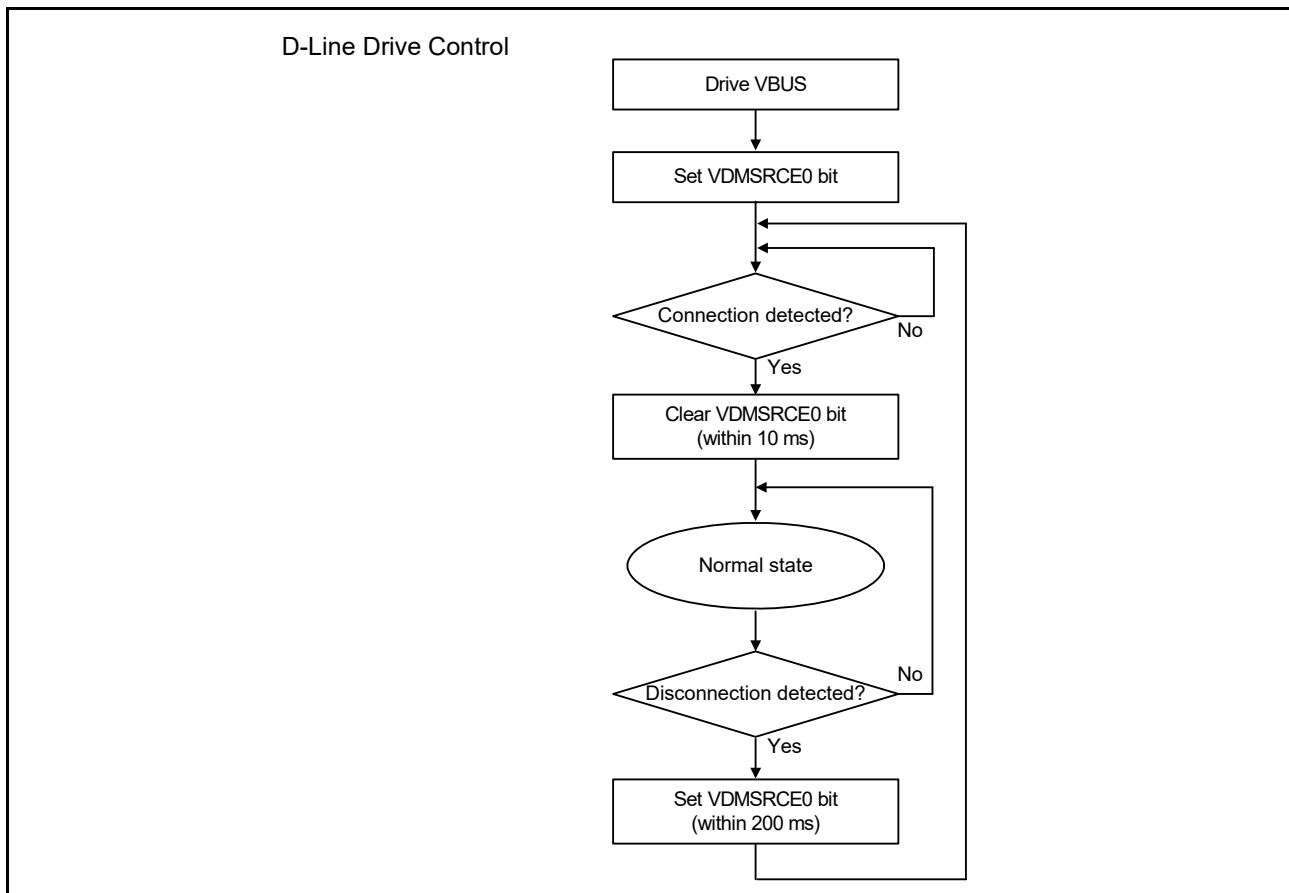 D-Line Drive Control
Drive VBUS
Set VDMSRCE0 bit
Connection detected?
No
Yes
Clear VDMSRCE0 bit
(within 10 ms)
Normal state
Disconnection detected?
No
Yes
Set VDMSRCE0 bit
(within 200 ms)